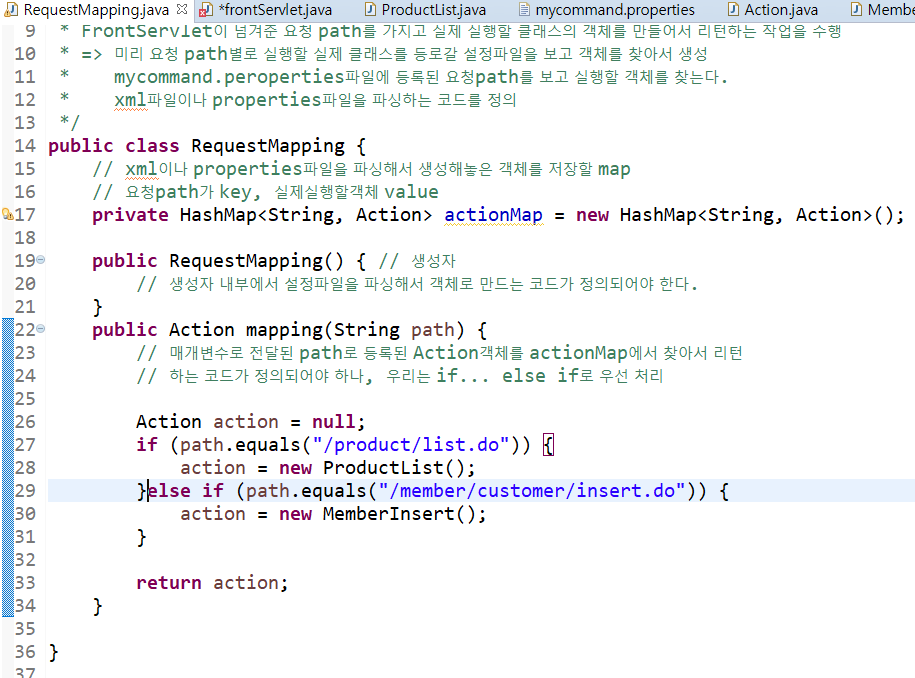 RequestMapping.java *frontServlet.java ProductList.java mycommand.properties Action.java Membe
9 * FrontServlet이 넘겨준 요청 path를 가지고 실제 실행할 클래스의 객체를 만들어서 리턴하는 작업을 수행
10 * => 미리 요청 path별로 실행할 실제 클래스를 등로갈 설정파일을 보고 객체를 찾아서 생성
11 * mycommand.peroperties파일에 등록된 요청path를 보고 실행할 객체를 찾는다.
12 * xml파일이나 properties파일을 파싱하는 코드를 정의
13 */
14 public class RequestMapping {
15 // xml이나 properties파일을 파싱해서 생성해놓은 객체를 저장할 map
16 // 요청path가 key, 실제실행할객체 value
17 private HashMap<String, Action> actionMap = new HashMap<String, Action>();
18
19 public RequestMapping() { // 생성자
20 // 생성자 내부에서 설정파일을 파싱해서 객체로 만드는 코드가 정의되어야 한다.
21 }
22 public Action mapping(String path) {
23 // 매개변수로 전달된 path로 등록된 Action객체를 actionMap에서 찾아서 리턴
24 // 하는 코드가 정의되어야 하나, 우리는 if... else if로 우선 처리
25
26 Action action = null;
27 if (path.equals("/product/list.do")) {
28 action = new ProductList();
29 }else if (path.equals("/member/customer/insert.do")) {
30 action = new MemberInsert();
31 }
32
33 return action;
34 }
35
36 }
37